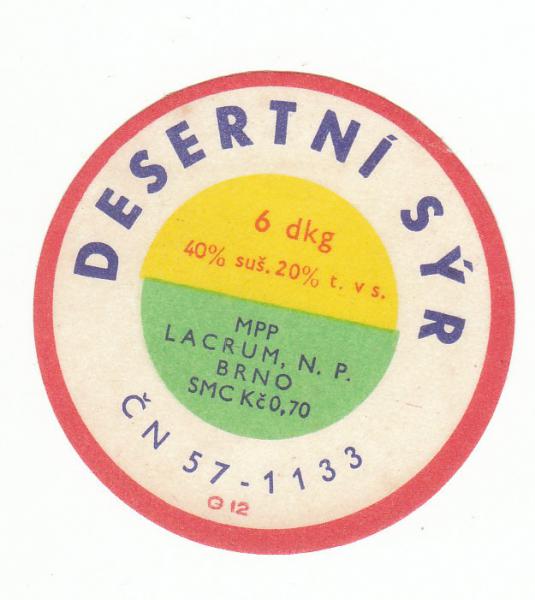 DESERTNÍ SÝR
6 dkg
40% suš. 20% t. v s.
MPP
LACRUM, N. P.
BRNO
SMC Kč 0,70
ČN 57-1133
G 12